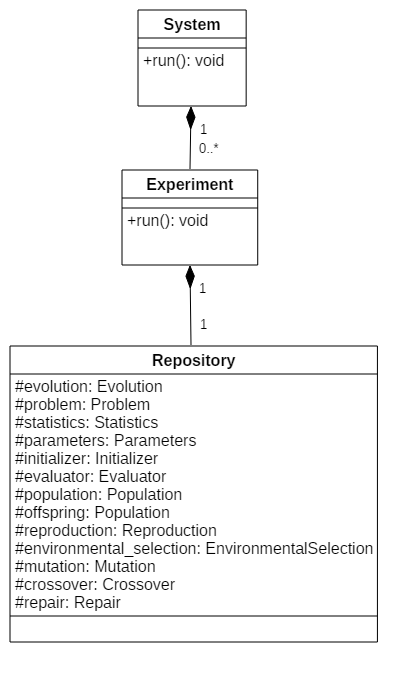 System
+run(): void
1
0..*
Experiment
+run(): void
1
1
Repository
#evolution: Evolution
#problem: Problem
#statistics: Statistics
#parameters: Parameters
#initializer: Initializer
#evaluator: Evaluator
#population: Population
#offspring: Population
#reproduction: Reproduction
#environmental_selection: EnvironmentalSelection
#mutation: Mutation
#crossover: Crossover
#repair: Repair